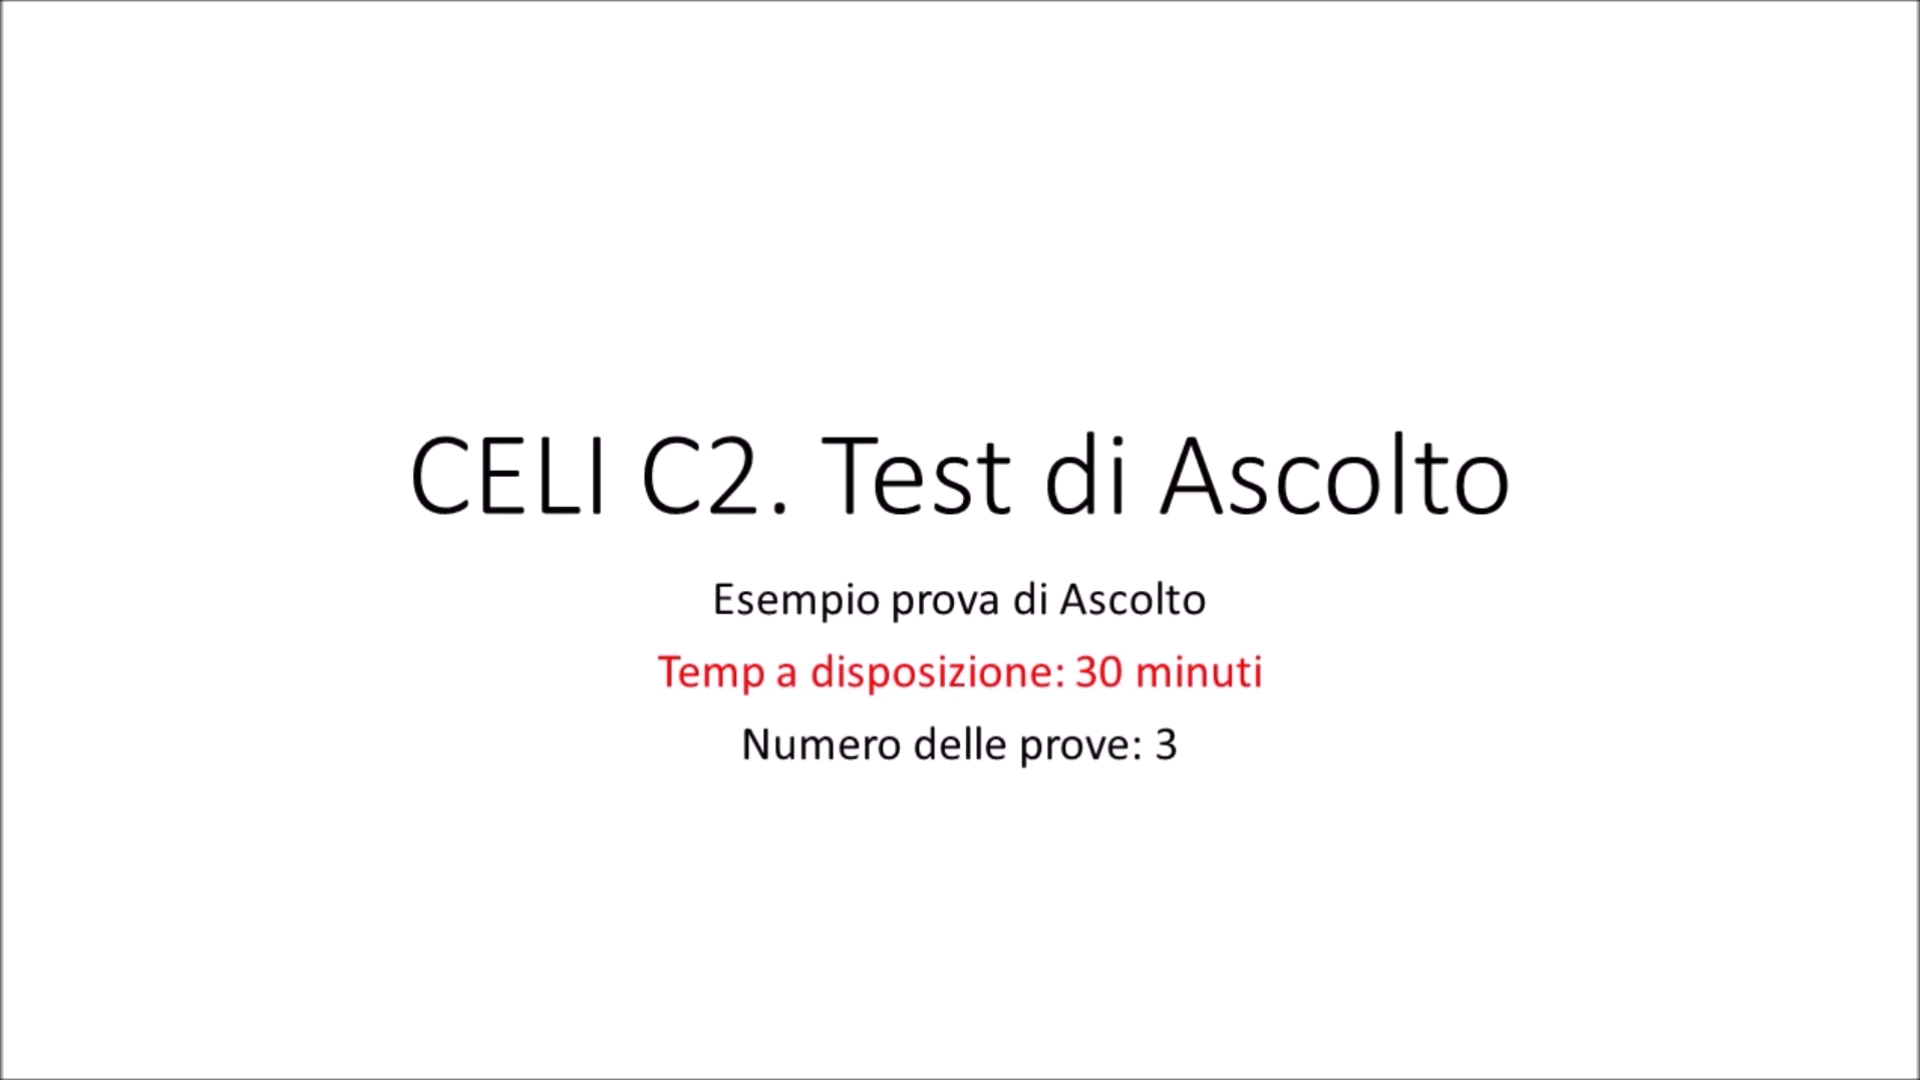 CELI C2. Test di Ascolto
Esempio prova di Ascolto
Temp a disposizione: 30 minuti
Numero delle prove: 3